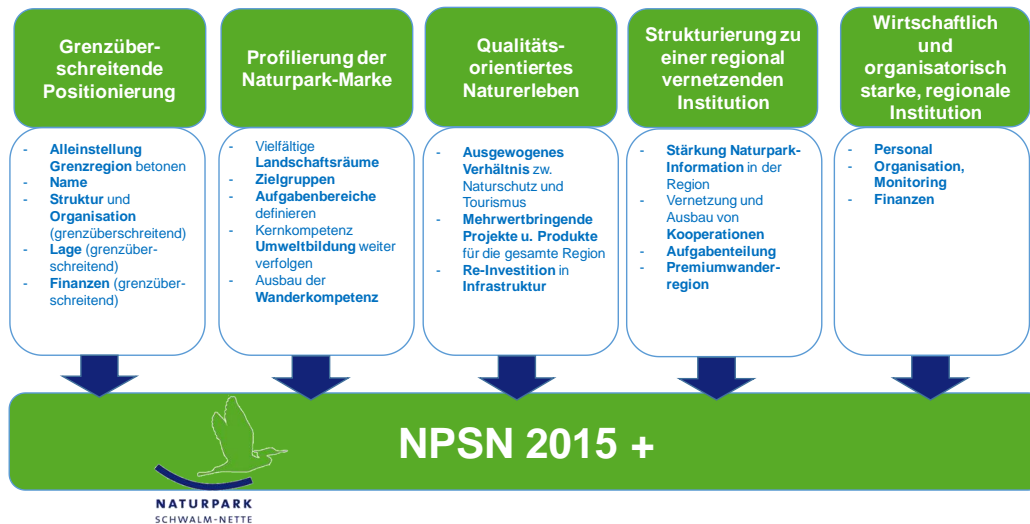 Grenzüber-
schreitende
Positionierung
- Alleinstellung
Grenzregion betonen
- Name
- Struktur und
Organisation
(grenzüberschreitend)
- Lage (grenzüber-
schreitend)
- Finanzen (grenzüber-
schreitend)
Profilierung der
Naturpark-Marke
- Vielfältige
Landschaftsräume
- Zielgruppen
- Aufgabenbereiche
definieren
- Kernkompetenz
Umweltbildung weiter
verfolgen
- Ausbau der
Wanderkompetenz
Qualitäts-
orientiertes
Naturerleben
- Ausgewogenes
Verhältnis zw.
Naturschutz und
Tourismus
- Mehrwertbringende
Projekte u. Produkte
für die gesamte Region
- Re-Investition in
Infrastruktur
Strukturierung zu
einer regional
vernetzenden
Institution
- Stärkung Naturpark-
Information in der
Region
- Vernetzung und
Ausbau von
Kooperationen
- Aufgabenteilung
- Premiumwander-
region
Wirtschaftlich
und
organisatorisch
starke, regionale
Institution
- Personal
- Organisation,
Monitoring
- Finanzen
NPSN 2015 +
NATURPARK
SCHWALM-NETTE